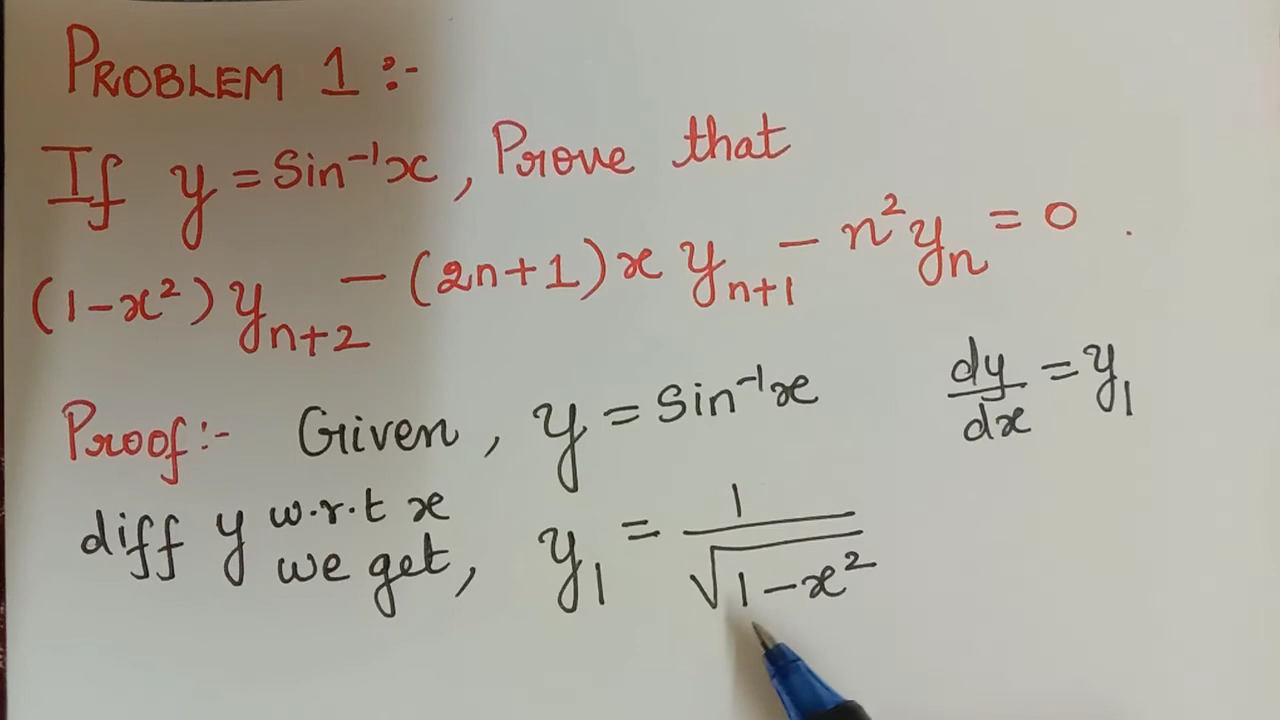 PROBLEM 1 :-
If y = Sin⁻¹x, Prove that
(1-x²) yₙ₊₂ - (2n+1) x yₙ₊₁ - n² yₙ = 0 .
Proof:- Given, y = Sin⁻¹x
dy/dx = y₁
diff y w.r.t x
we get, y₁ = 1/√(1-x²)